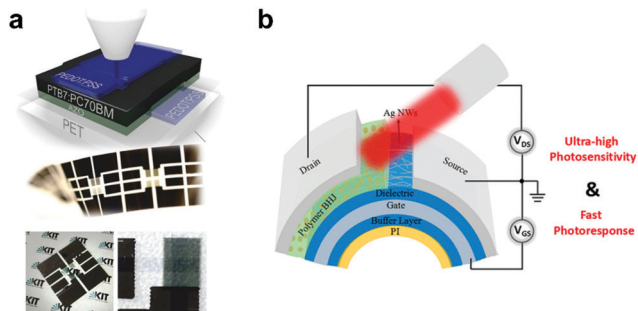 a
PEDOT:PSS
PTB7:PC70BM
AZO
PEDOT:PSS
PET
KIT
KIT
b
Ag NWs
Drain
Source
Polymer BHJ
Dielectric
Gate
Buffer Layer
PI
VDS
VGS
Ultra-high
Photosensitivity
&
Fast
Photoresponse